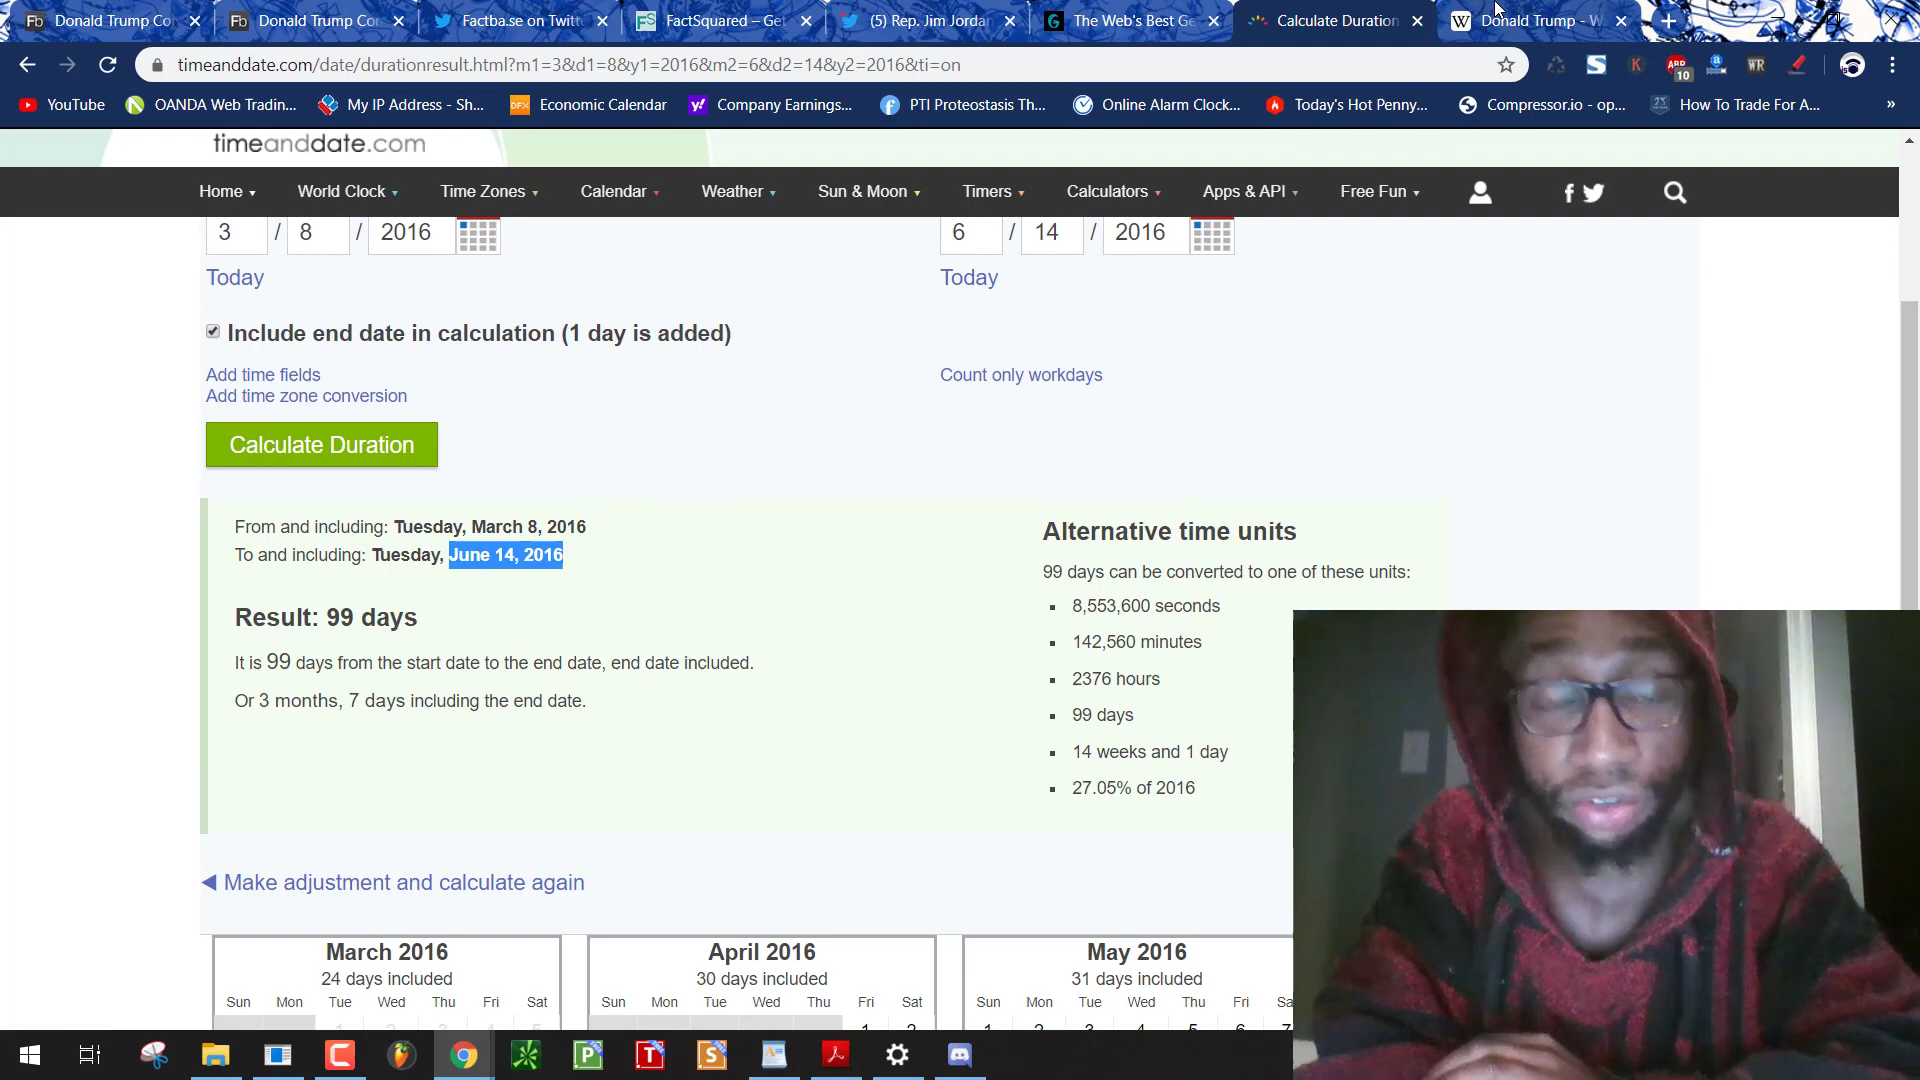 Donald Trump Co
Donald Trump Co
Factba.se on Twitt
FactSquared – Get
(5) Rep. Jim Jordan
The Web's Best Ge
Calculate Duration
Donald Trump - W
timeanddate.com/date/durationresult.html?m1=3&d1=8&y1=2016&m2=6&d2=14&y2=2016&ti=on
YouTube
OANDA Web Tradin...
My IP Address - Sh...
Economic Calendar
Company Earnings...
PTI Proteostasis Th...
Online Alarm Clock...
Today's Hot Penny...
Compressor.io - op...
How To Trade For A...
timeanddate.com
Home
World Clock
Time Zones
Calendar
Weather
Sun & Moon
Timers
Calculators
Apps & API
Free Fun
3 / 8 / 2016
6 / 14 / 2016
Today
Today
Include end date in calculation (1 day is added)
Add time fields
Count only workdays
Add time zone conversion
Calculate Duration
From and including: Tuesday, March 8, 2016
To and including: Tuesday, June 14, 2016
Result: 99 days
It is 99 days from the start date to the end date, end date included.
Or 3 months, 7 days including the end date.
Alternative time units
99 days can be converted to one of these units:
8,553,600 seconds
142,560 minutes
2376 hours
99 days
14 weeks and 1 day
27.05% of 2016
Make adjustment and calculate again
March 2016
24 days included
Sun Mon Tue Wed Thu Fri Sat
April 2016
30 days included
Sun Mon Tue Wed Thu Fri Sat
May 2016
31 days included
Sun Mon Tue Wed Thu Fri